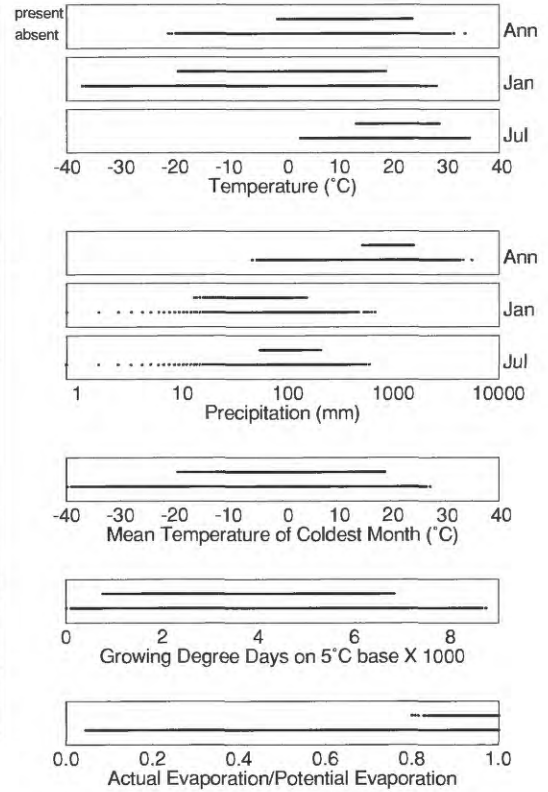 present
absent
Ann
Jan
Jul
-40 -30 -20 -10 0 10 20 30 40
Temperature (˚C)
Ann
Jan
Jul
1 10 100 1000 10000
Precipitation (mm)
-40 -30 -20 -10 0 10 20 30 40
Mean Temperature of Coldest Month (˚C)
0 2 4 6 8
Growing Degree Days on 5˚C base X 1000
0.0 0.2 0.4 0.6 0.8 1.0
Actual Evaporation/Potential Evaporation